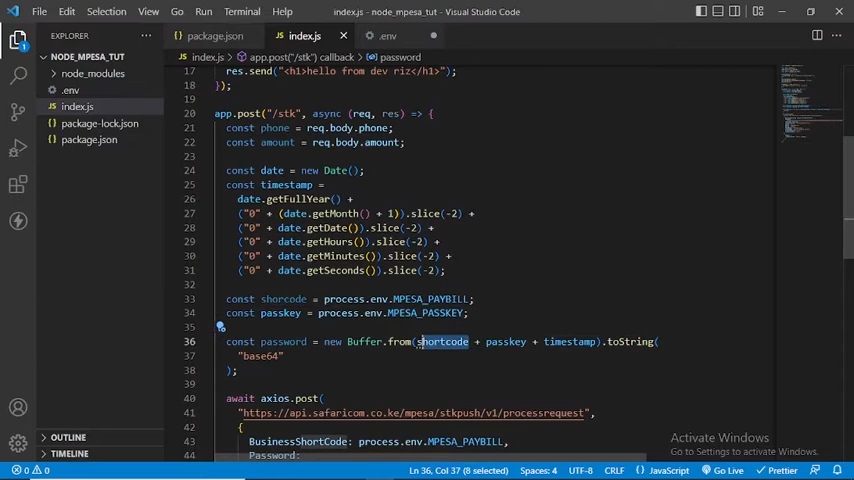 File Edit Selection View Go Run Terminal Help index.js - node_mpesa_tut - Visual Studio Code
EXPLORER
NODE_MPESA_TUT
node_modules
.env
index.js
package-lock.json
package.json
OUTLINE
TIMELINE
package.json index.js .env
index.js > app.post("/stk") callback > password
17 res.send("<h1>hello from dev riz</h1>");
18 });
19
20 app.post("/stk", async (req, res) => {
21 const phone = req.body.phone;
22 const amount = req.body.amount;
23
24 const date = new Date();
25 const timestamp =
26 date.getFullYear() +
27 ("0" + (date.getMonth() + 1)).slice(-2) +
28 ("0" + date.getDate()).slice(-2) +
29 ("0" + date.getHours()).slice(-2) +
30 ("0" + date.getMinutes()).slice(-2) +
31 ("0" + date.getSeconds()).slice(-2);
32
33 const shorcode = process.env.MPESA_PAYBILL;
34 const passkey = process.env.MPESA_PASSKEY;
35
36 const password = new Buffer.from(shortcode + passkey + timestamp).toString(
37 "base64"
38 );
39
40 await axios.post(
41 "https://api.safaricom.co.ke/mpesa/stkpush/v1/processrequest",
42 {
43 BusinessShortCode: process.env.MPESA_PAYBILL,
44 Password:
Activate Windows
Go to Settings to activate Windows.
0 0 Ln 36, Col 37 (8 selected) Spaces: 4 UTF-8 CRLF JavaScript Go Live Prettier
1